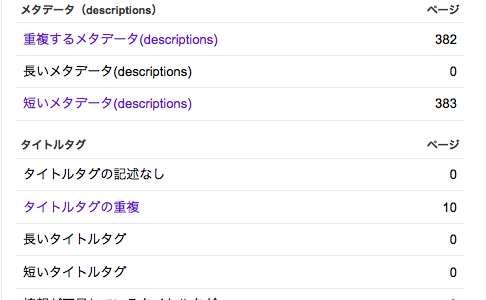 メタデータ（descriptions） ページ
重複するメタデータ(descriptions) 382
長いメタデータ(descriptions) 0
短いメタデータ(descriptions) 383
タイトルタグ ページ
タイトルタグの記述なし 0
タイトルタグの重複 10
長いタイトルタグ 0
短いタイトルタグ 0